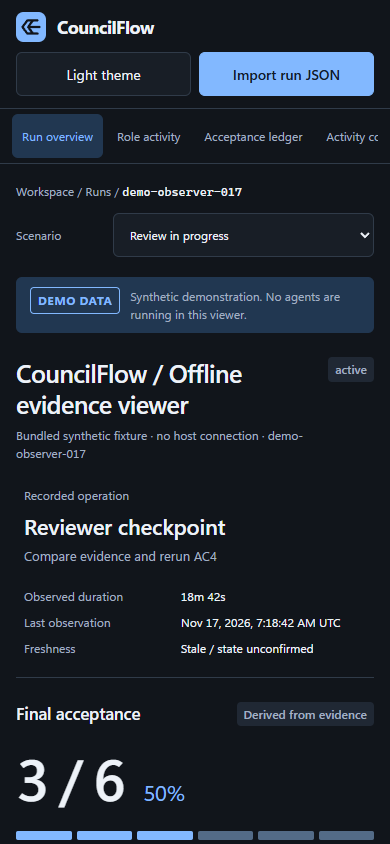 CouncilFlow
Light theme
Import run JSON
Run overview
Role activity
Acceptance ledger
Activity co
Workspace / Runs / demo-observer-017
Scenario
Review in progress
DEMO DATA
Synthetic demonstration. No agents are
running in this viewer.
CouncilFlow / Offline
evidence viewer
active
Bundled synthetic fixture · no host connection · demo-
observer-017
Recorded operation
Reviewer checkpoint
Compare evidence and rerun AC4
Observed duration
18m 42s
Last observation
Nov 17, 2026, 7:18:42 AM UTC
Freshness
Stale / state unconfirmed
Final acceptance
Derived from evidence
3 / 6
50%